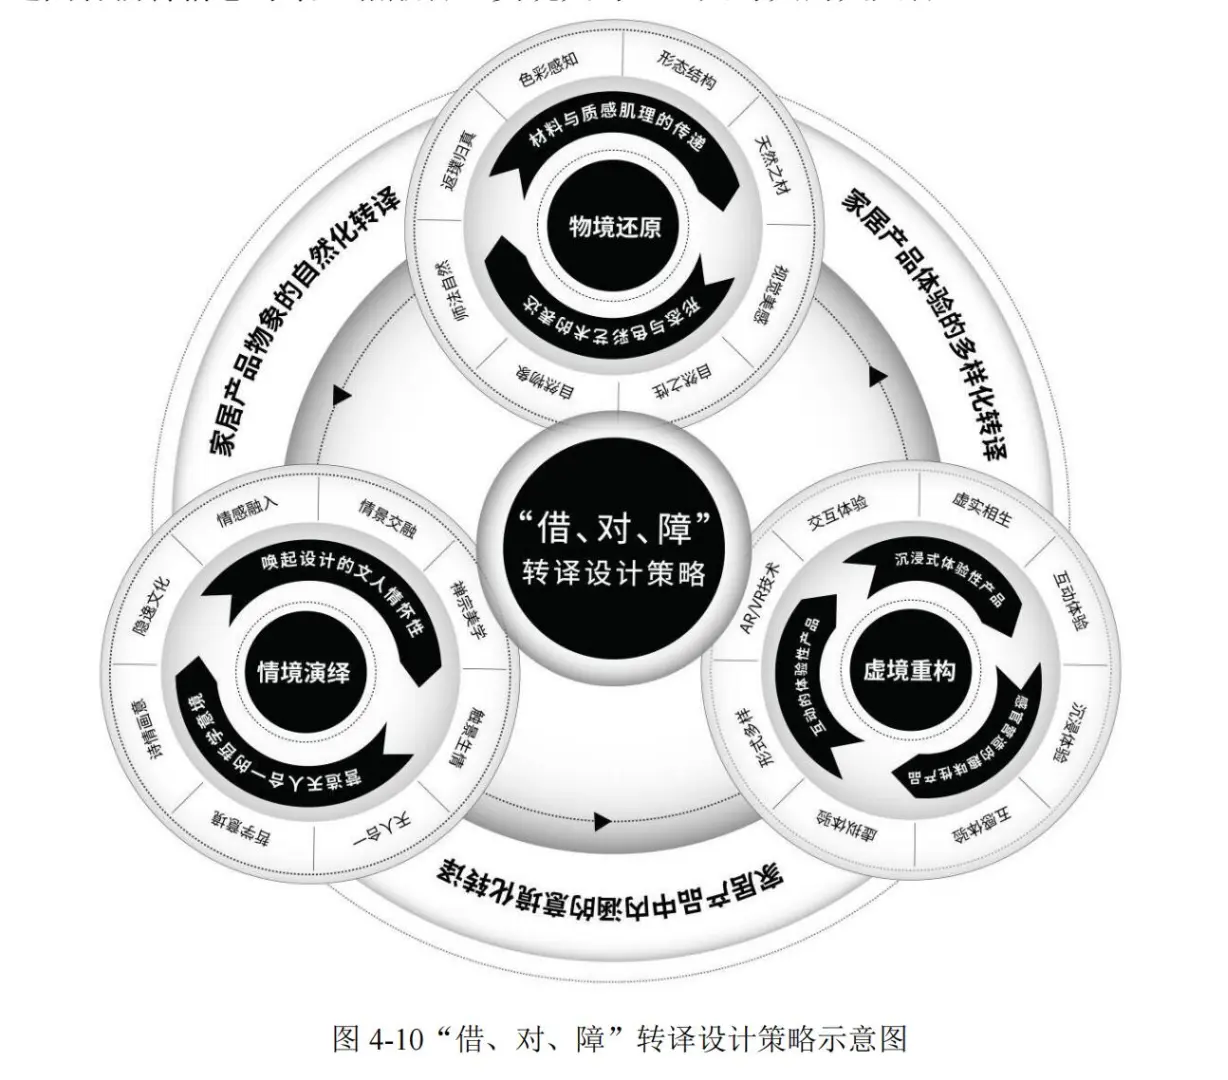 色彩感知
形态结构
天然之材
视觉美感
自然之性
自然物象
师法自然
返璞归真
材料与质感肌理的传递
形态与色彩艺术的表达
物境还原
家居产品物象的自然化转译
家居产品体验的多样化转译
“借、对、障”
转译设计策略
情感融入
情景交融
禅宗美学
触景生情
天人合一
哲学意境
诗情画意
隐逸文化
唤起设计的文人情怀性
营造天人合一的哲学意境
情境演绎
交互体验
虚实相生
互动体验
沉浸体验
五感体验
虚拟体验
形式多样
AR/VR技术
沉浸式体验性产品
感官营造的趣味性产品
互动的体验性产品
虚境重构
家居产品中内涵的意境化转译
图 4-10“借、对、障”转译设计策略示意图